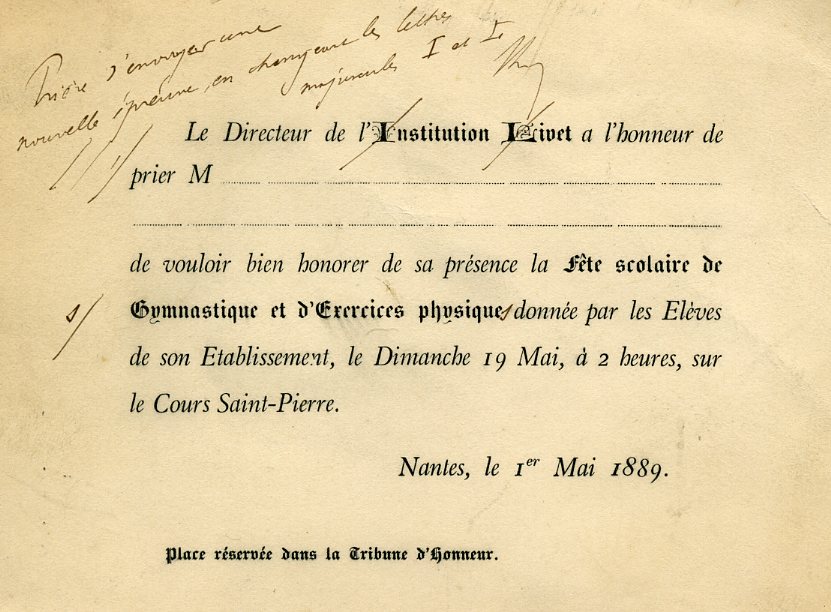 Prière d'envoyer une
nouvelle épreuve, en changeant les lettres
majuscules I et L
Le Directeur de l'Institution Livet a l'honneur de
prier M
de vouloir bien honorer de sa présence la Fête scolaire de
s/ Gymnastique et d'Exercices physiques donnée par les Elèves
de son Etablissement, le Dimanche 19 Mai, à 2 heures, sur
le Cours Saint-Pierre.
Nantes, le 1er Mai 1889.
Place réservée dans la Tribune d'Honneur.